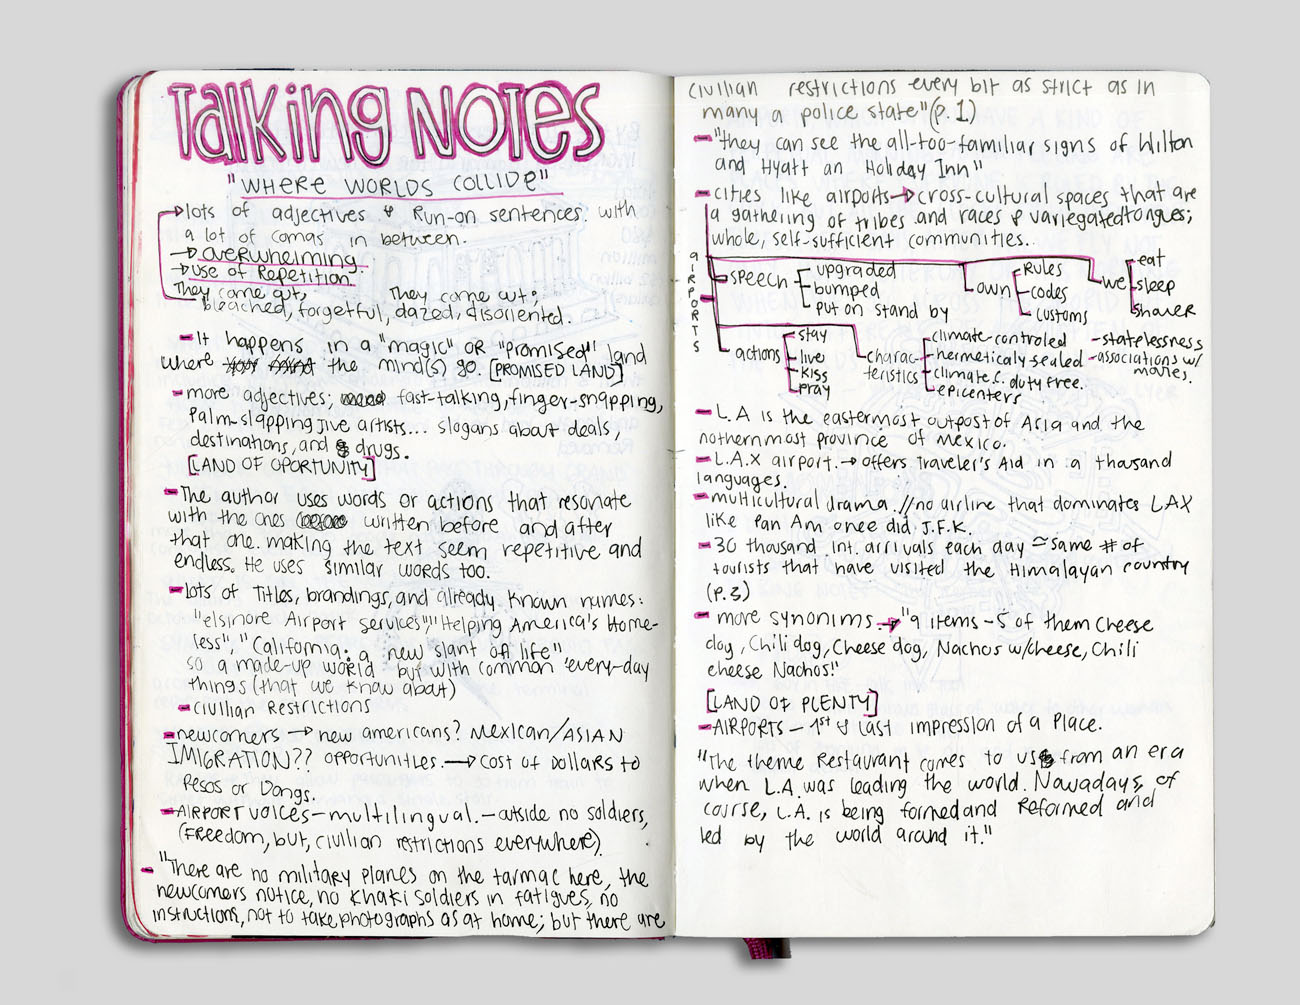 Talking Notes
"WHERE WORLDS COLLIDE"
lots of adjectives & Run-on sentences. with
a lot of comas in between.
→ overwhelming.
→ Use of Repetition.
They come out, They come out;
bleached, forgetful, dazed, disoriented.
- It happens in a "magic" OR "promised" land
where the mind(s) go. [PROMISED LAND]
- more adjectives; fast-talking, finger-snapping,
Palm-slapping jive artists... slogans about deals,
destinations, and drugs.
[LAND OF OPORTUNITY]
- The author uses words or actions that resonate
with the ones written before and after
that one. making the text seem repetitive and
endless. He uses similar words too.
- lots of Titles, brandings, and already known names:
"elsinore Airport services", "Helping America's Home-
less", "California: a new slant on life"
so a made-up world but with common every-day
things (that we know about)
- civilian Restrictions
- newcomers → new americans? MEXICAN/ASIAN
IMIGRATION?? opportunities. → cost of Dollars to
Pesos or Dongs.
- AIRPORT VOICES - multilingual. - outside no soldiers,
(Freedom, but, civilian restrictions everywhere).
- "There are no military planes on the tarmac here, the
newcomers notice, no khaki soldiers in fatigues, no
instructions, not to take photographs as at home; but there are
civilian restrictions every bit as strict as in
many a police state" (p. 1)
- "they can see the all-too-familiar signs of Hilton
and Hyatt an Holiday Inn"
- cities like airports → cross-cultural spaces that are
a gathering of tribes and races & variegated tongues;
whole, self-sufficient communities.
AIRPORTS
SPEECH
upgraded
bumped
put on stand by
own
Rules
codes
customs
we
eat
sleep
shower
actions
stay
live
kiss
pray
charac-
teristics
climate-controled
hermeticaly sealed
climate & duty free.
epicenters
- statelessness
- associations w/
movies.
- L.A is the easternmost outpost of Asia and the
nothernmost province of Mexico.
- L.A.X airport. → offers Traveler's Aid in a thousand
languages.
- multicultural drama. // no airline that dominates LAX
like Pan Am once did J.F.K.
- 30 thousand int. arrivals each day ≃ same # of
tourists that have visited the Himalayan country
(p.3)
- more synonims → "9 items - 5 of them Cheese
dog, Chili dog, Cheese dog, Nachos w/cheese, Chili
cheese Nachos!"
[LAND OF PLENTY]
- AIRPORTS - 1st & last impression of a Place.
"The theme Restaurant comes to us from an era
when L.A. was leading the world. Nowadays, of
course, L.A. is being formed and Reformed and
led by the world around it."